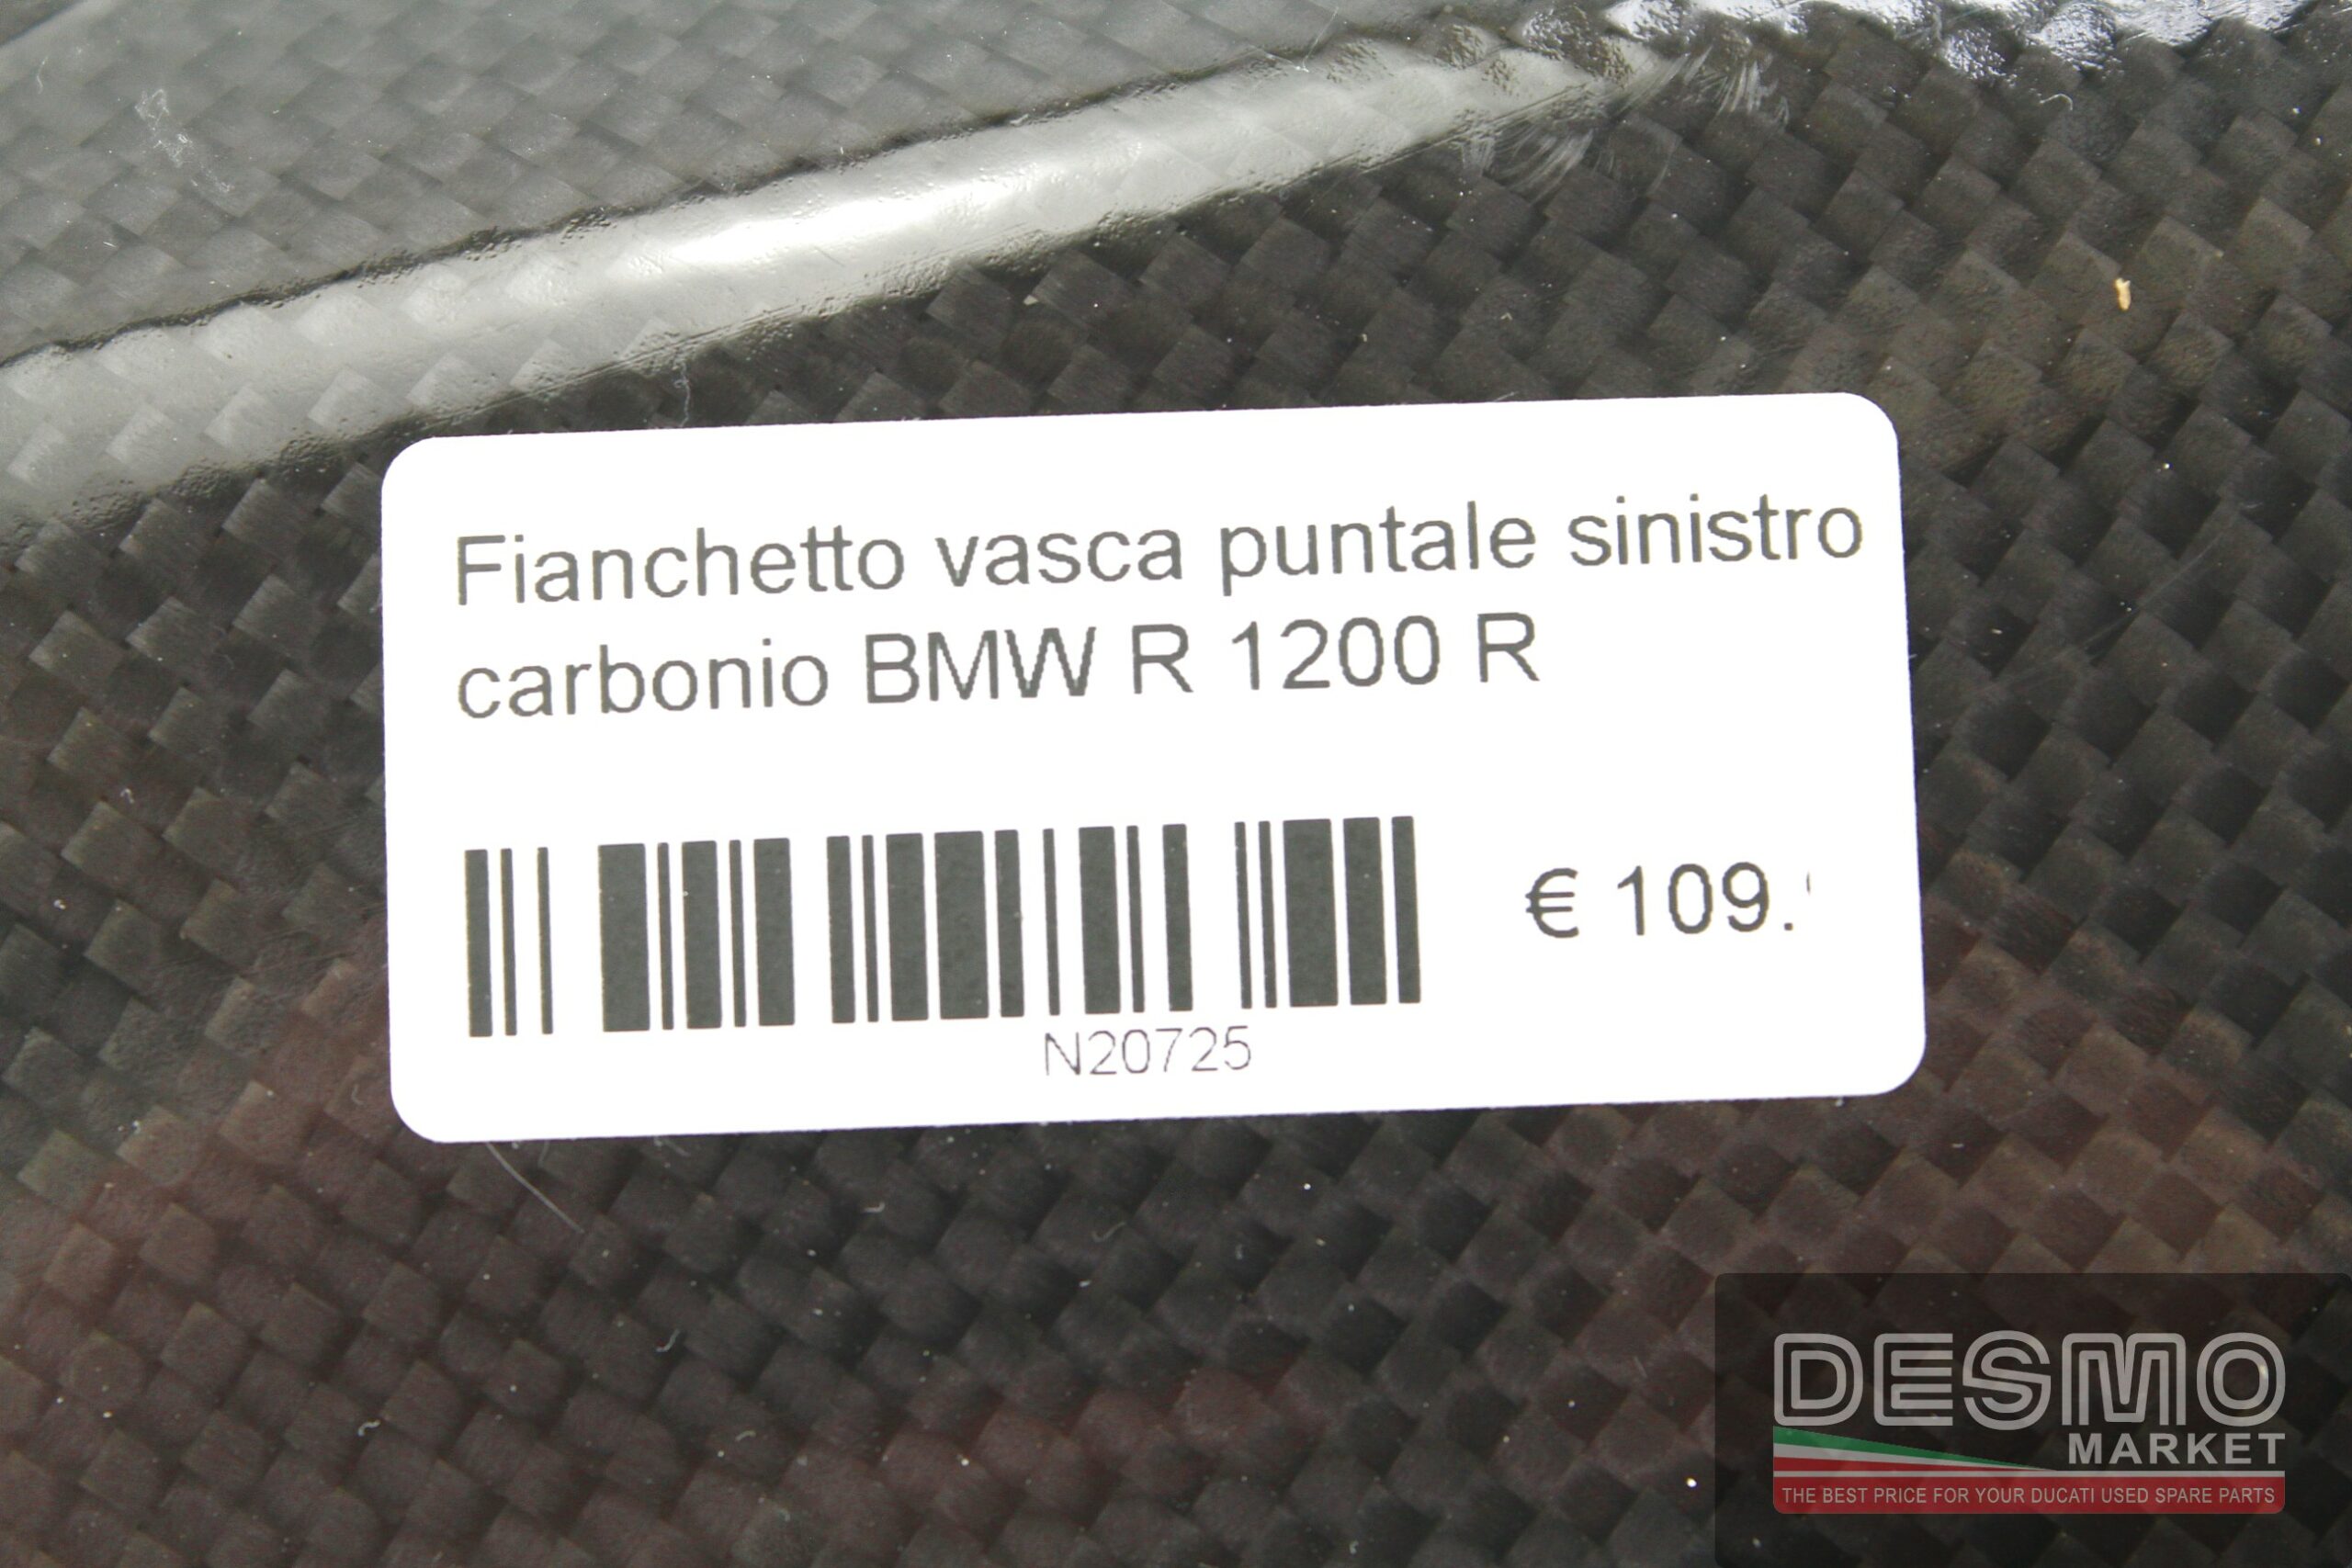 Fianchetto vasca puntale sinistro
carbonio BMW R 1200 R
€ 109.
N20725
DESMO
MARKET
THE BEST PRICE FOR YOUR DUCATI USED SPARE PARTS